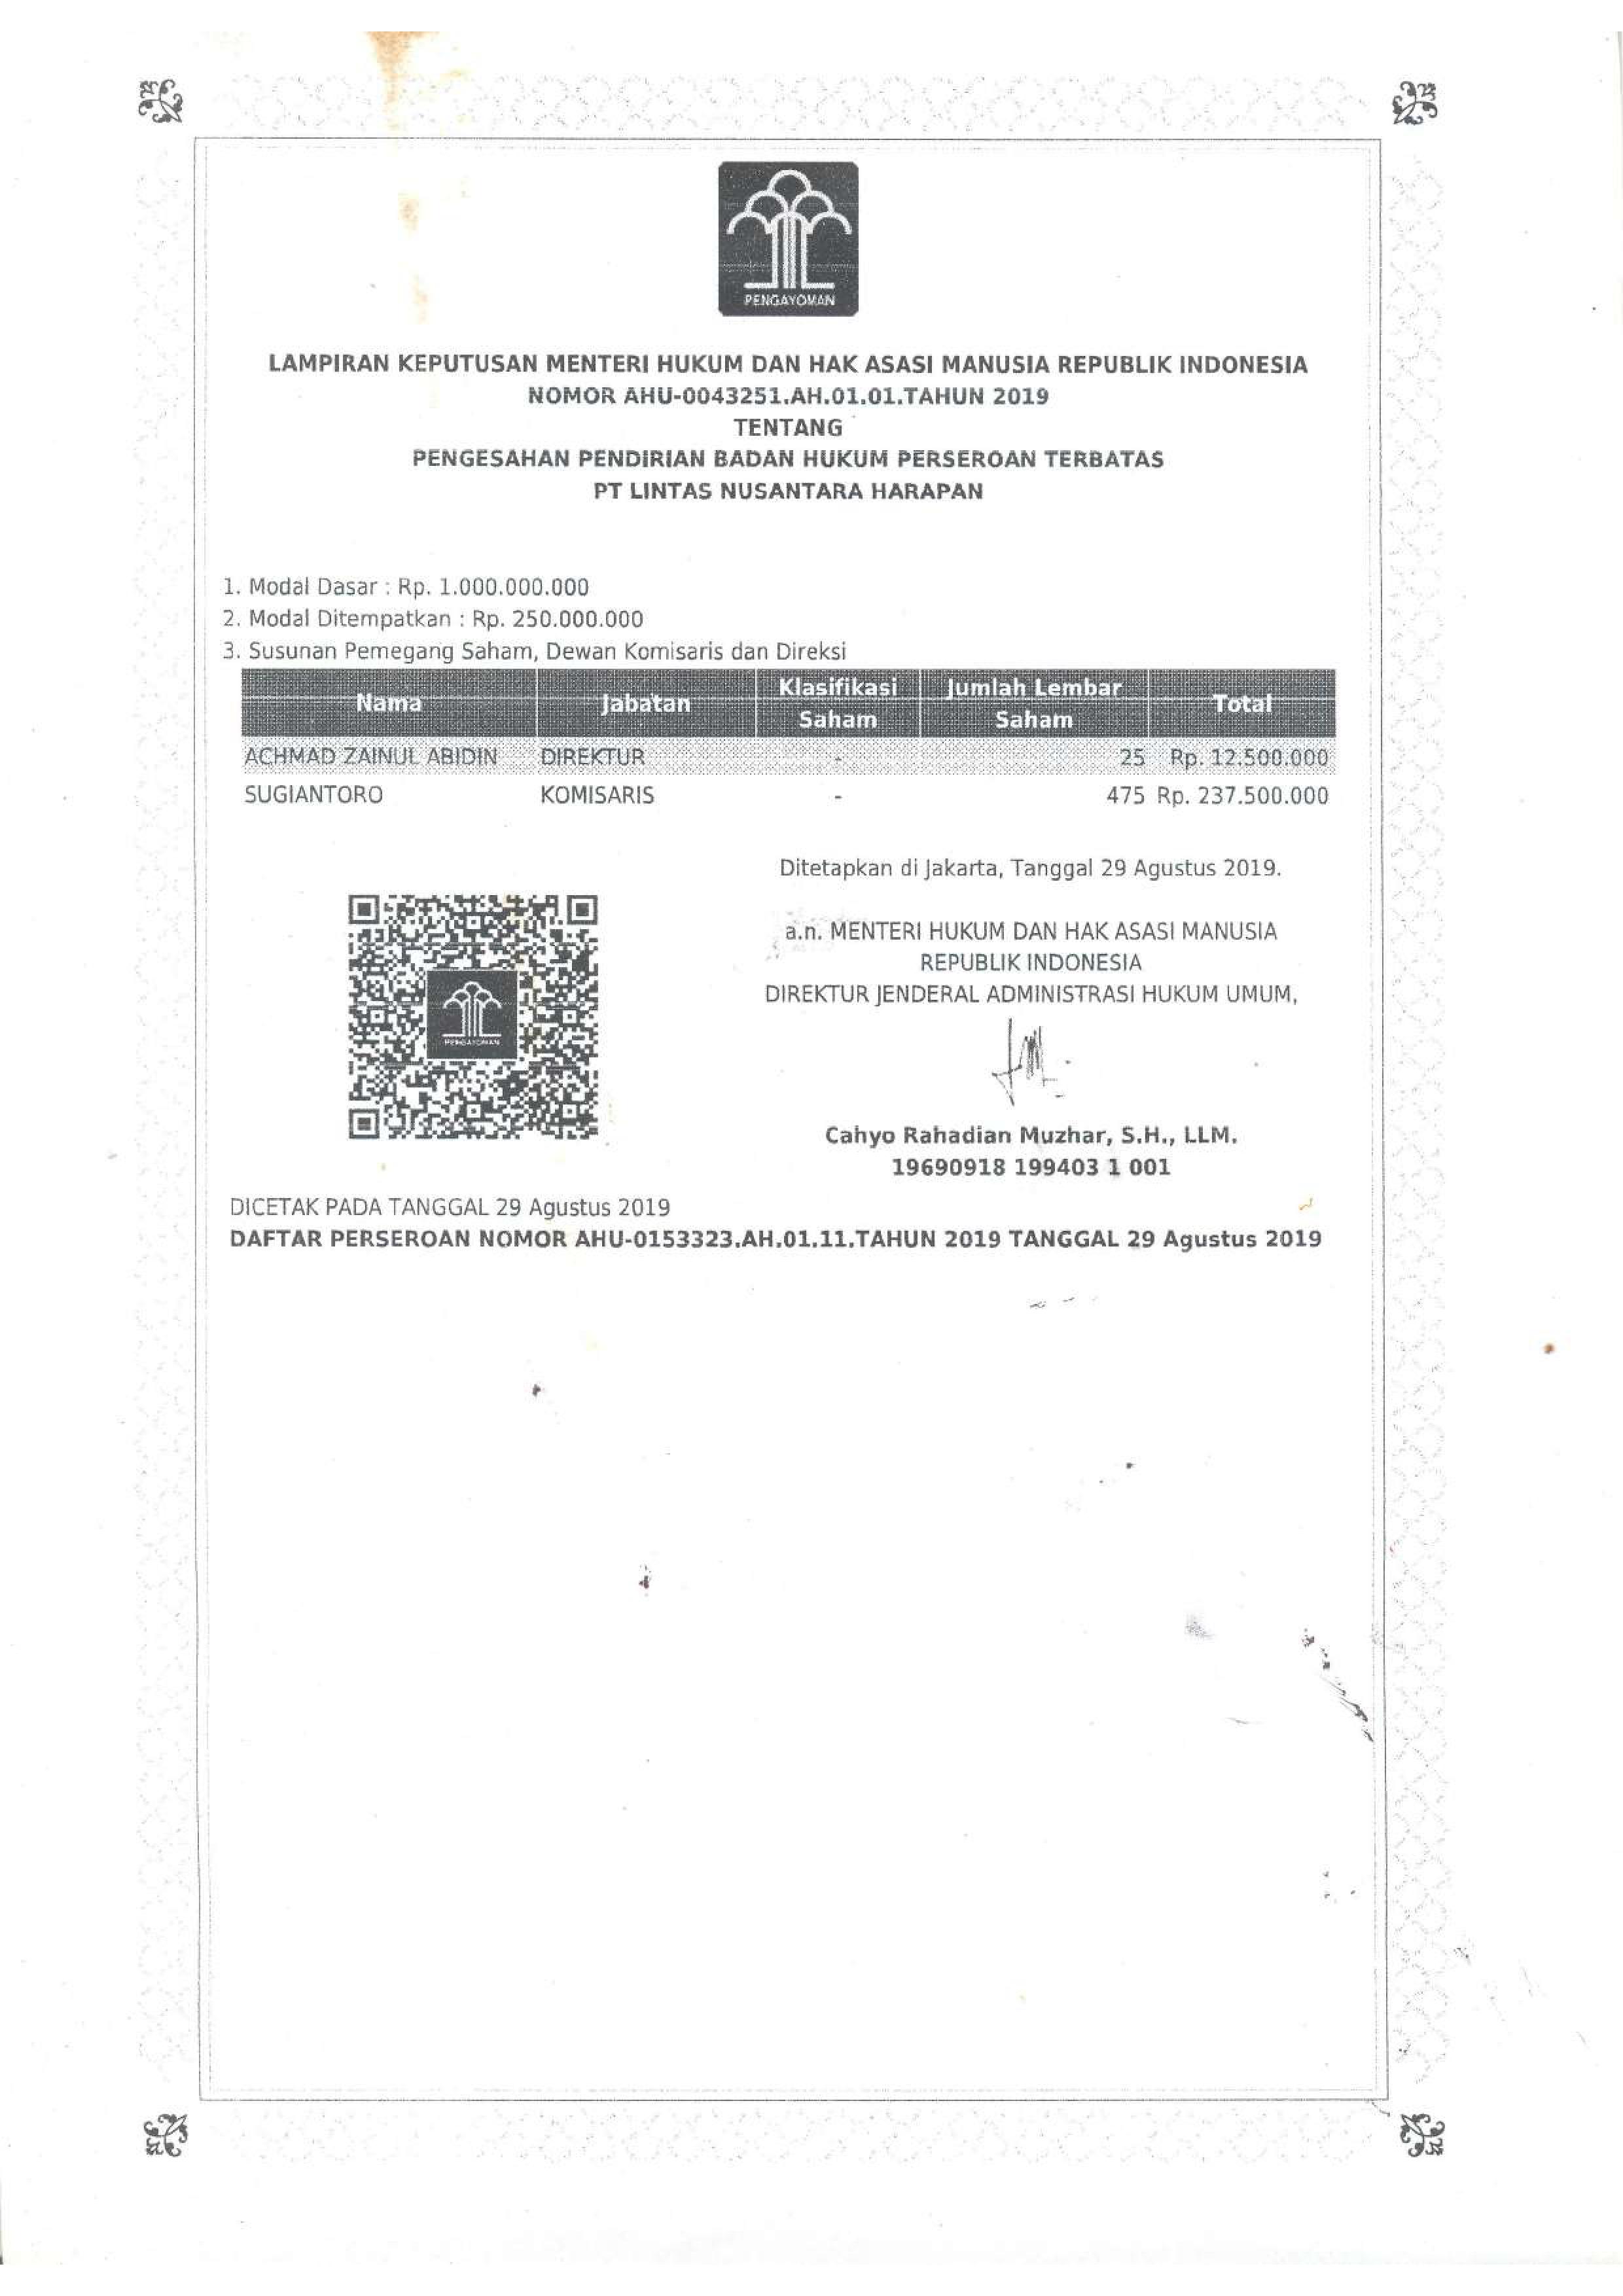 PENGAYOMAN
LAMPIRAN KEPUTUSAN MENTERI HUKUM DAN HAK ASASI MANUSIA REPUBLIK INDONESIA
NOMOR AHU-0043251.AH.01.01.TAHUN 2019
TENTANG
PENGESAHAN PENDIRIAN BADAN HUKUM PERSEROAN TERBATAS
PT LINTAS NUSANTARA HARAPAN
1. Modal Dasar : Rp. 1.000.000.000
2. Modal Ditempatkan : Rp. 250.000.000
3. Susunan Pemegang Saham, Dewan Komisaris dan Direksi
Nama Jabatan Klasifikasi Saham Jumlah Lembar Saham Total
ACHMAD ZAINUL ABIDIN DIREKTUR - 25 Rp. 12.500.000
SUGIANTORO KOMISARIS - 475 Rp. 237.500.000
Ditetapkan di Jakarta, Tanggal 29 Agustus 2019.
a.n. MENTERI HUKUM DAN HAK ASASI MANUSIA
REPUBLIK INDONESIA
DIREKTUR JENDERAL ADMINISTRASI HUKUM UMUM,
PENGAYOMAN
Cahyo Rahadian Muzhar, S.H., LLM.
19690918 199403 1 001
DICETAK PADA TANGGAL 29 Agustus 2019
DAFTAR PERSEROAN NOMOR AHU-0153323.AH.01.11.TAHUN 2019 TANGGAL 29 Agustus 2019